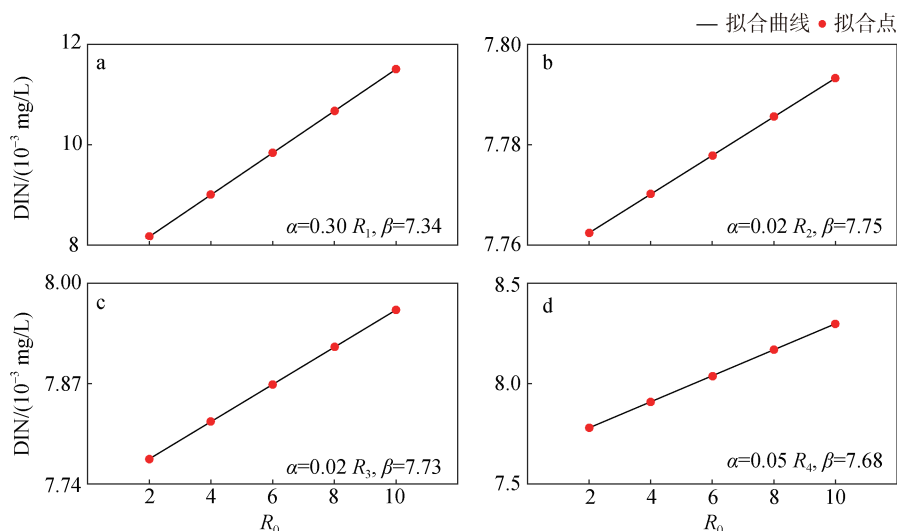 拟合曲线 拟合点
12
10
8
DIN/(10⁻³ mg/L)
a
α=0.30 R₁, β=7.34
7.80
7.78
7.76
b
α=0.02 R₂, β=7.75
8.00
7.87
7.74
DIN/(10⁻³ mg/L)
c
α=0.02 R₃, β=7.73
2 4 6 8 10
R₀
8.5
8.0
7.5
d
α=0.05 R₄, β=7.68
2 4 6 8 10
R₀